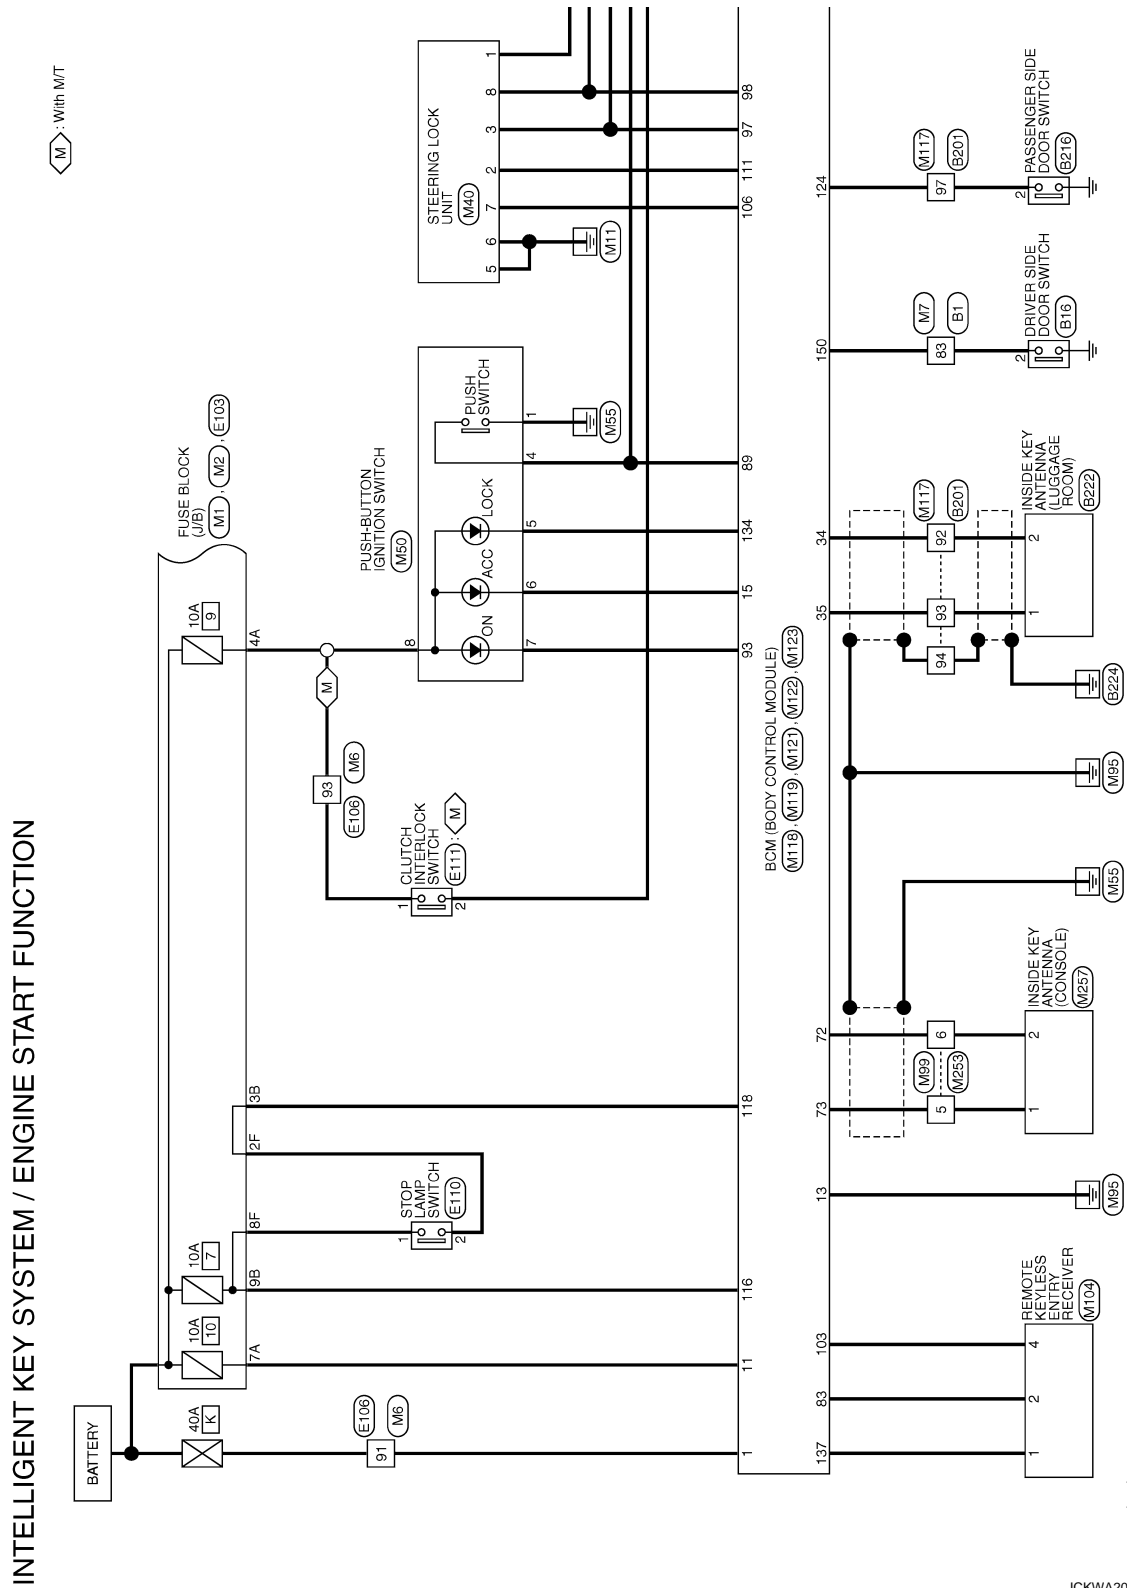 INTELLIGENT KEY SYSTEM / ENGINE START FUNCTION
M : With M/T
BATTERY
40A
K
10A
10
10A
7
10A
9
FUSE BLOCK
(J/B)
M1 , M2 , E103
7A
9B
8F
2F
3B
4A
E106
91
M6
STOP
LAMP
SWITCH
E110
1
2
E106
93
M6
M
CLUTCH
INTERLOCK
SWITCH
E111 : M
1
2
PUSH-BUTTON
IGNITION SWITCH
M50
8
ON
ACC
LOCK
PUSH
SWITCH
7
6
5
4
1
M55
STEERING LOCK
UNIT
M40
5
6
7
2
3
8
1
M11
1
11
116
118
93
15
134
89
106
111
97
98
BCM (BODY CONTROL MODULE)
M118 , M119 , M121 , M122 , M123
137
83
103
13
73
72
35
34
150
124
M99
M253
5
6
M117
B201
94
93
92
M7
B1
83
M117
B201
97
1
2
4
REMOTE
KEYLESS
ENTRY
RECEIVER
M104
M95
1
2
INSIDE KEY
ANTENNA
(CONSOLE)
M257
M55
M95
B224
1
2
INSIDE KEY
ANTENNA
(LUGGAGE
ROOM)
B222
2
DRIVER SIDE
DOOR SWITCH
B16
2
PASSENGER SIDE
DOOR SWITCH
B216